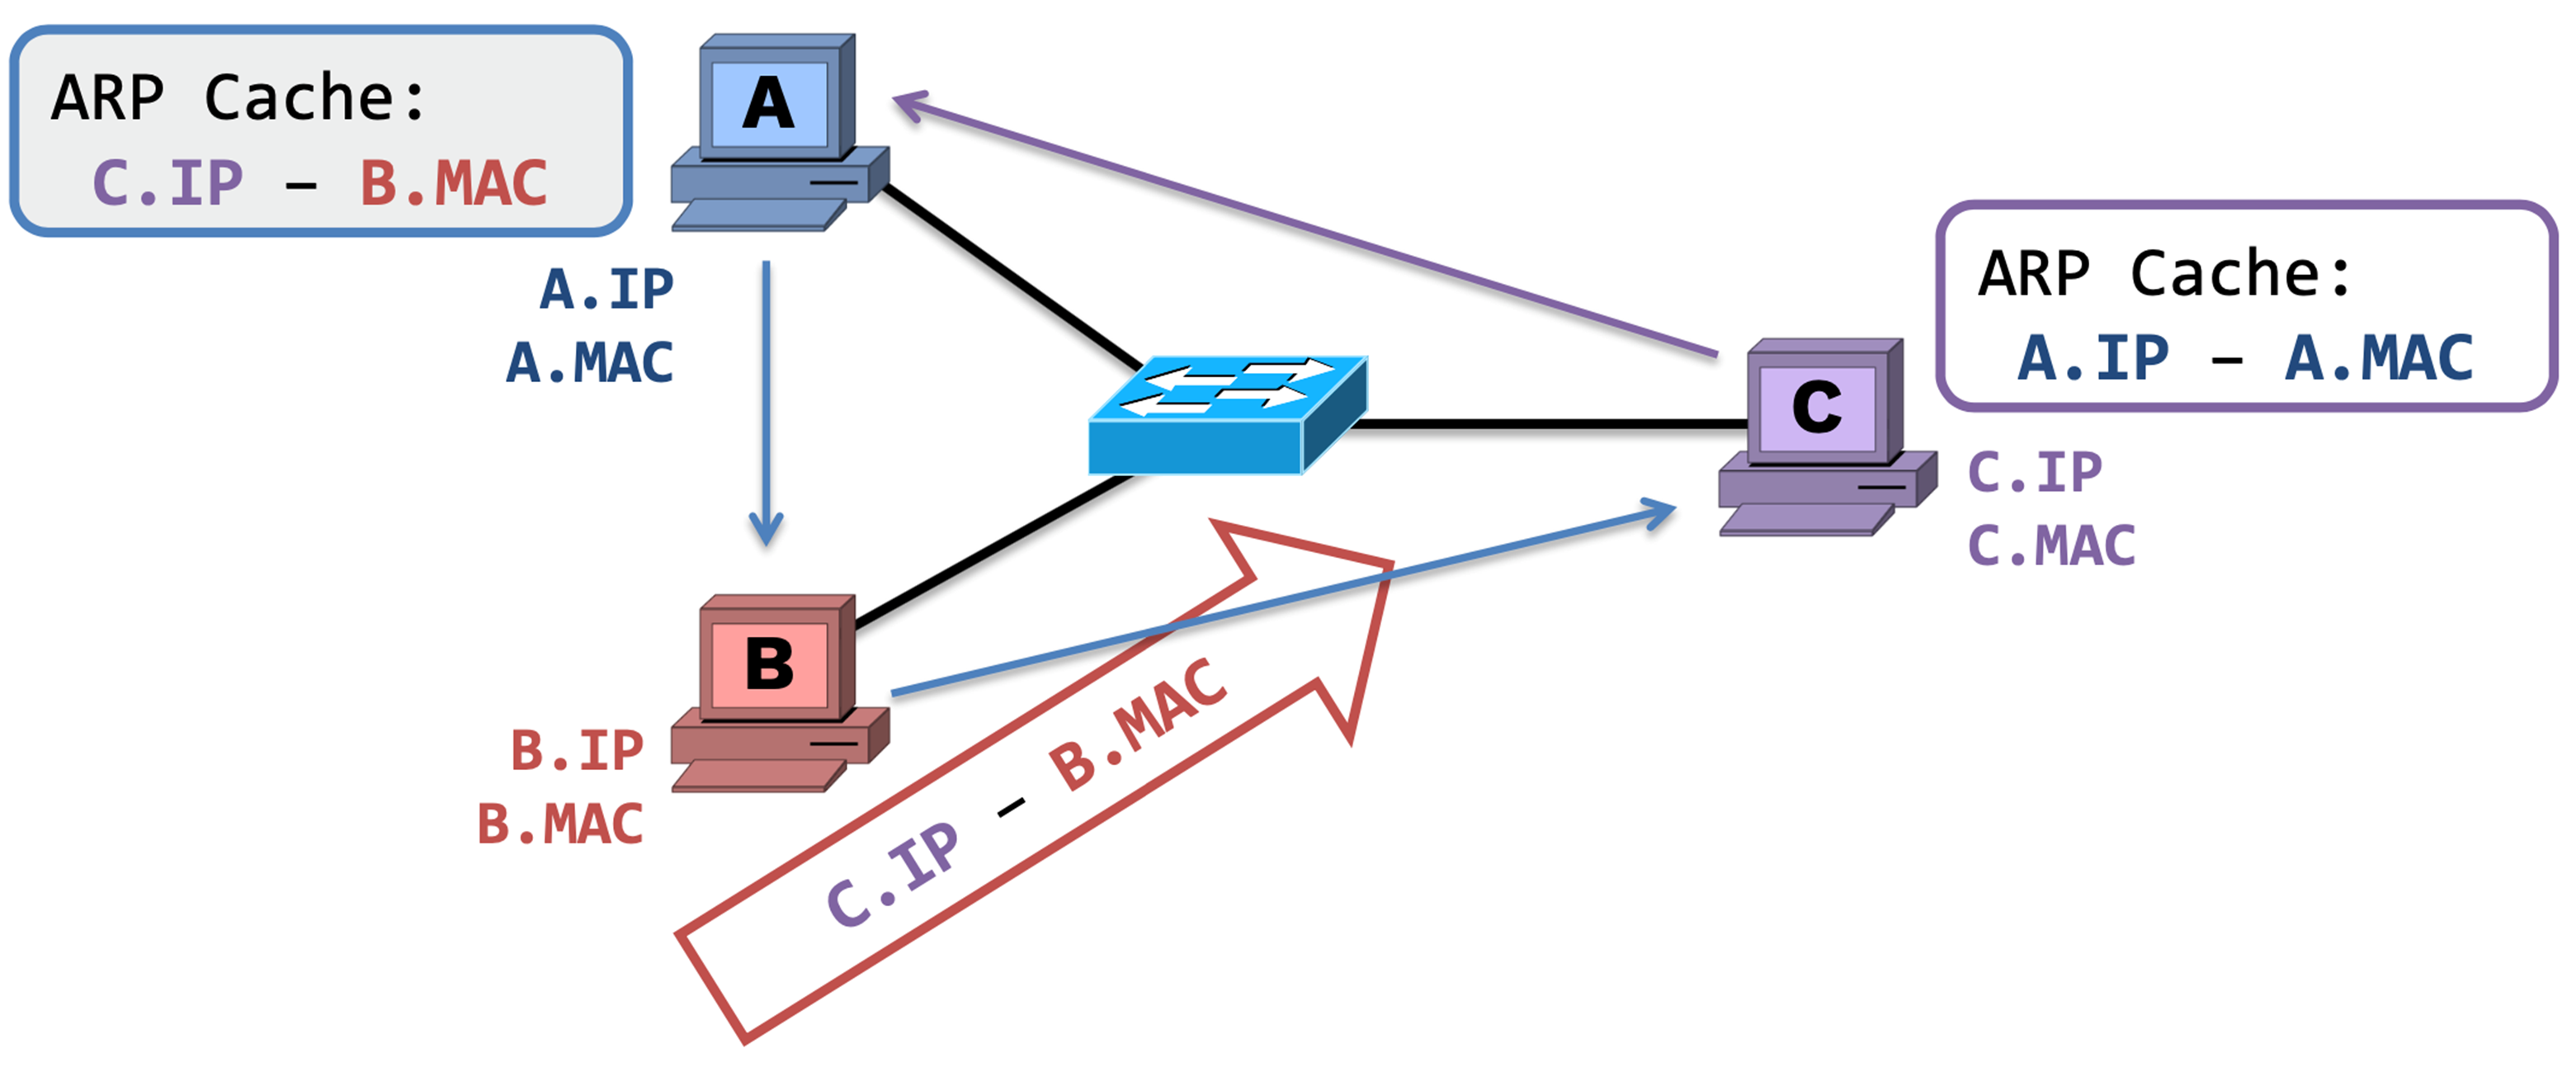 ARP Cache:
C.IP – B.MAC
A
A.IP
A.MAC
ARP Cache:
A.IP – A.MAC
C
C.IP
C.MAC
B
B.IP
B.MAC
C.IP – B.MAC